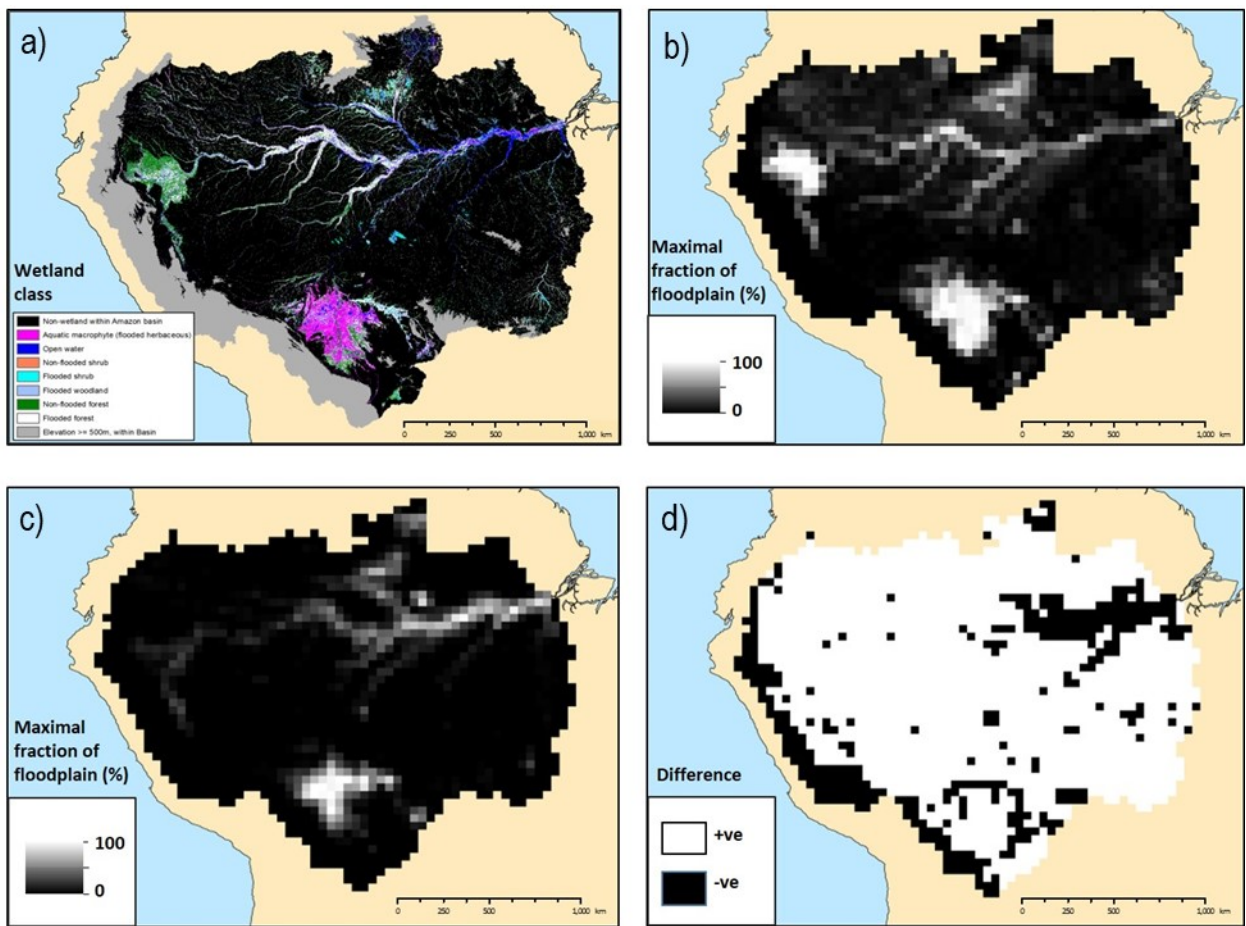 a)
Wetland
class
Non-wetland within Amazon basin
Aquatic macrophyte (flooded herbaceous)
Open water
Non-flooded shrub
Flooded shrub
Flooded woodland
Non-flooded forest
Flooded forest
Elevation >= 500m, within Basin
0 250 500 1,000 km
b)
Maximal
fraction of
floodplain (%)
100
0
0 250 500 1,000 km
c)
Maximal
fraction of
floodplain (%)
100
0
0 250 500 1,000 km
d)
Difference
+ve
-ve
0 250 500 1,000 km